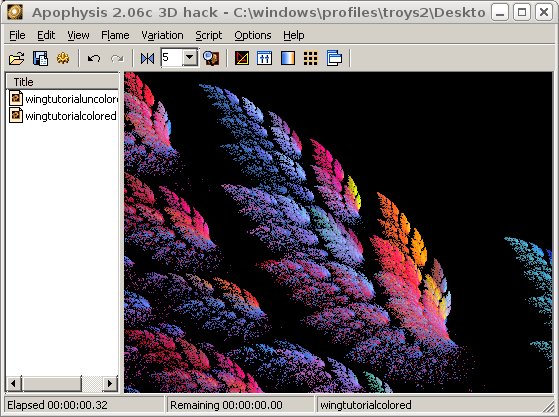 Apophysis 2.06c 3D hack - C:\windows\profiles\troys2\Deskto
File Edit View Flame Variation Script Options Help
5
Title
wingtutorialuncolore
wingtutorialcolored
Elapsed 00:00:00.32 Remaining 00:00:00.00 wingtutorialcolored